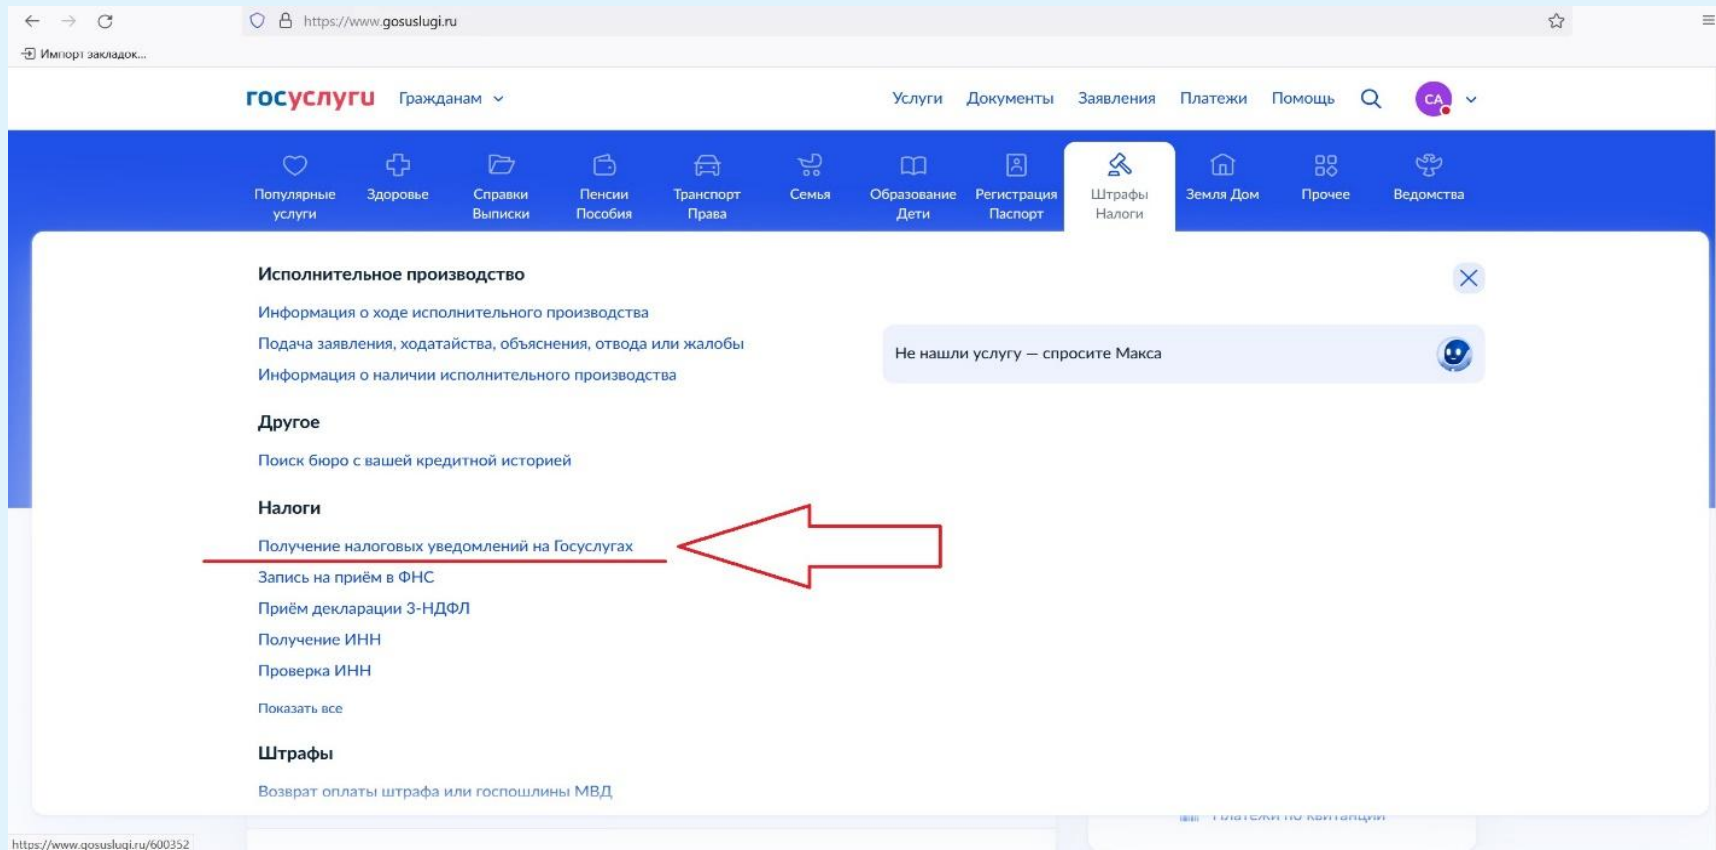 https://www.gosuslugi.ru
Импорт закладок...
госуслуги Гражданам Услуги Документы Заявления Платежи Помощь СА
Популярные услуги
Здоровье
Справки Выписки
Пенсии Пособия
Транспорт Права
Семья
Образование Дети
Регистрация Паспорт
Штрафы Налоги
Земля Дом
Прочее
Ведомства
Исполнительное производство
Информация о ходе исполнительного производства
Подача заявления, ходатайства, объяснения, отвода или жалобы
Информация о наличии исполнительного производства
Не нашли услугу — спросите Макса
Другое
Поиск бюро с вашей кредитной историей
Налоги
Получение налоговых уведомлений на Госуслугах
Запись на приём в ФНС
Приём декларации 3-НДФЛ
Получение ИНН
Проверка ИНН
Показать все
Штрафы
Возврат оплаты штрафа или госпошлины МВД
Платежи по квитанции
https://www.gosuslugi.ru/600352